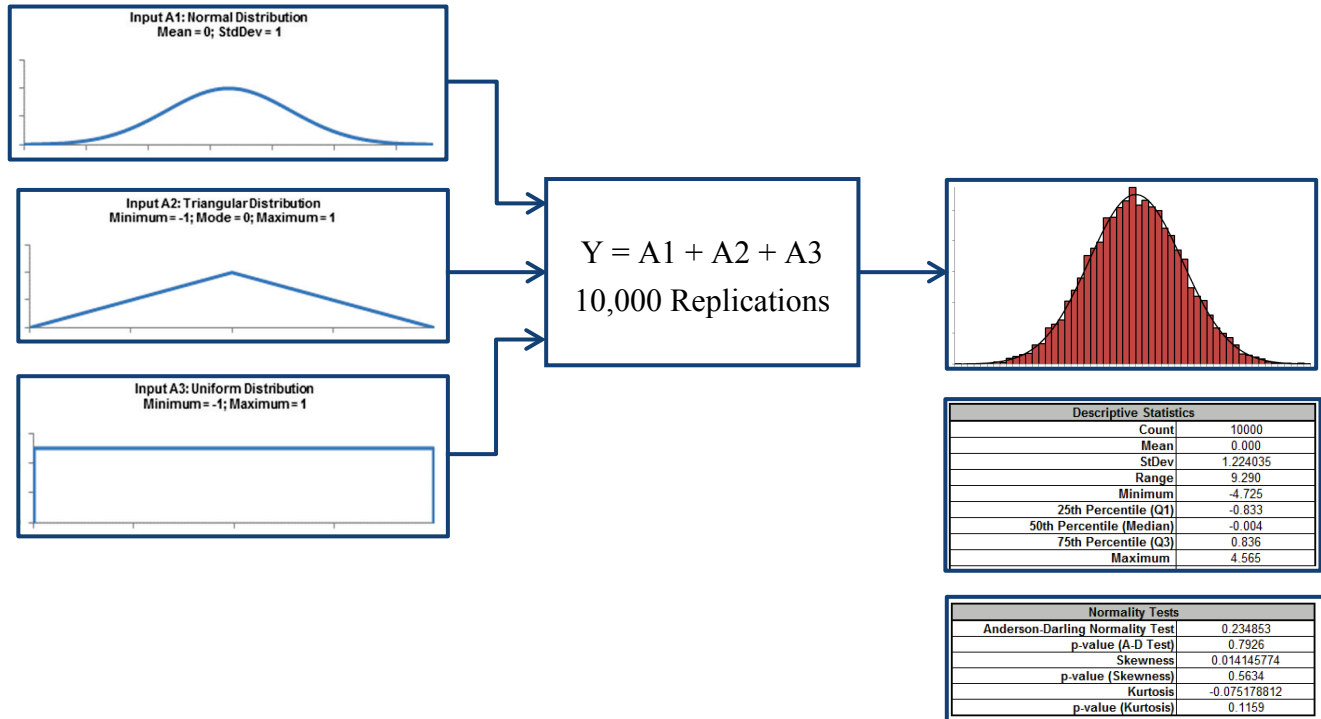 Input A1: Normal Distribution
Mean = 0; StdDev = 1
Input A2: Triangular Distribution
Minimum = -1; Mode = 0; Maximum = 1
Input A3: Uniform Distribution
Minimum = -1; Maximum = 1
Y = A1 + A2 + A3
10,000 Replications
Descriptive Statistics
Count 10000
Mean 0.000
StDev 1.224035
Range 9.290
Minimum -4.725
25th Percentile (Q1) -0.833
50th Percentile (Median) -0.004
75th Percentile (Q3) 0.836
Maximum 4.565
Normality Tests
Anderson-Darling Normality Test 0.234853
p-value (A-D Test) 0.7926
Skewness 0.014145774
p-value (Skewness) 0.5634
Kurtosis -0.075178812
p-value (Kurtosis) 0.1159